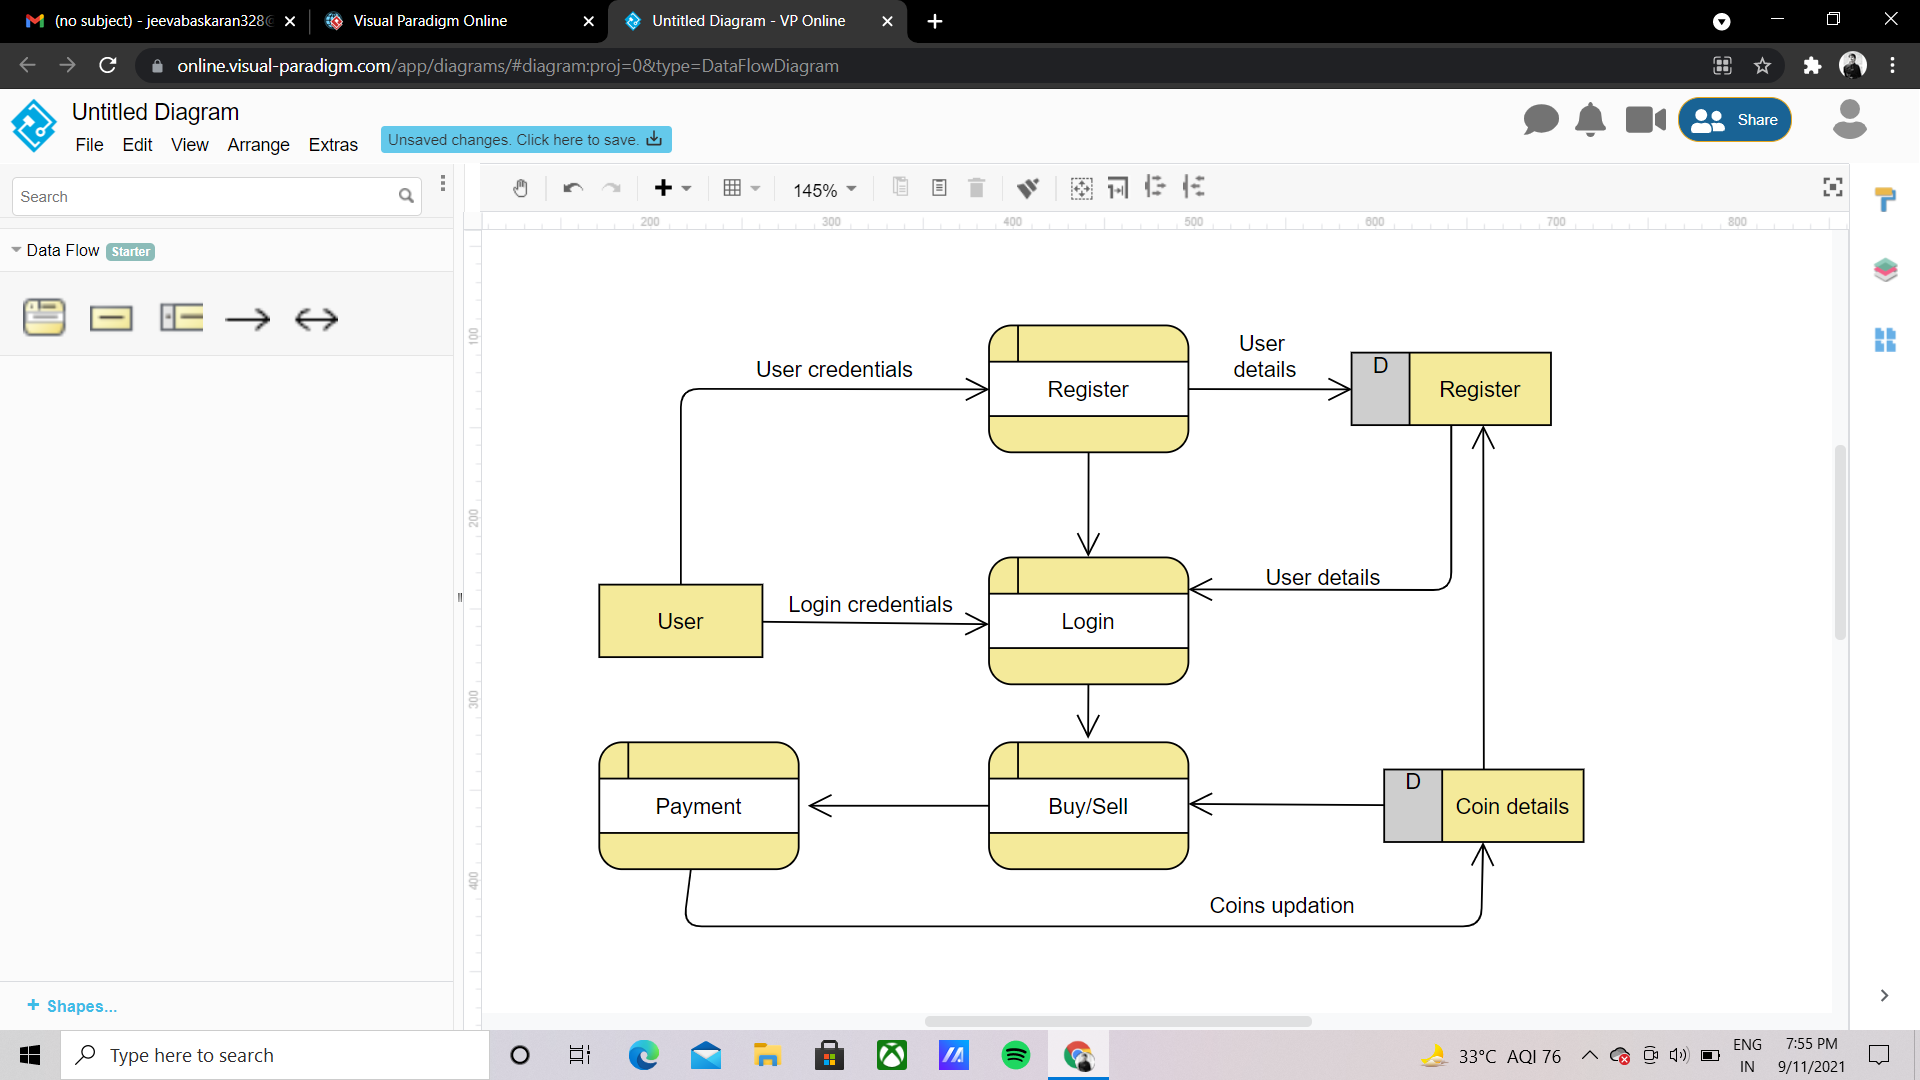 (no subject) - jeevabaskaran328@
Visual Paradigm Online
Untitled Diagram - VP Online
online.visual-paradigm.com/app/diagrams/#diagram:proj=0&type=DataFlowDiagram
Untitled Diagram
File Edit View Arrange Extras
Unsaved changes. Click here to save.
Share
Search
145%
Data Flow Starter
200 300 400 500 600 700 800
100
200
300
400
User credentials
Register
User
details
D
Register
User
Login credentials
Login
User details
Payment
Buy/Sell
D
Coin details
Coins updation
+ Shapes...
Type here to search
33°C AQI 76
ENG
IN
7:55 PM
9/11/2021